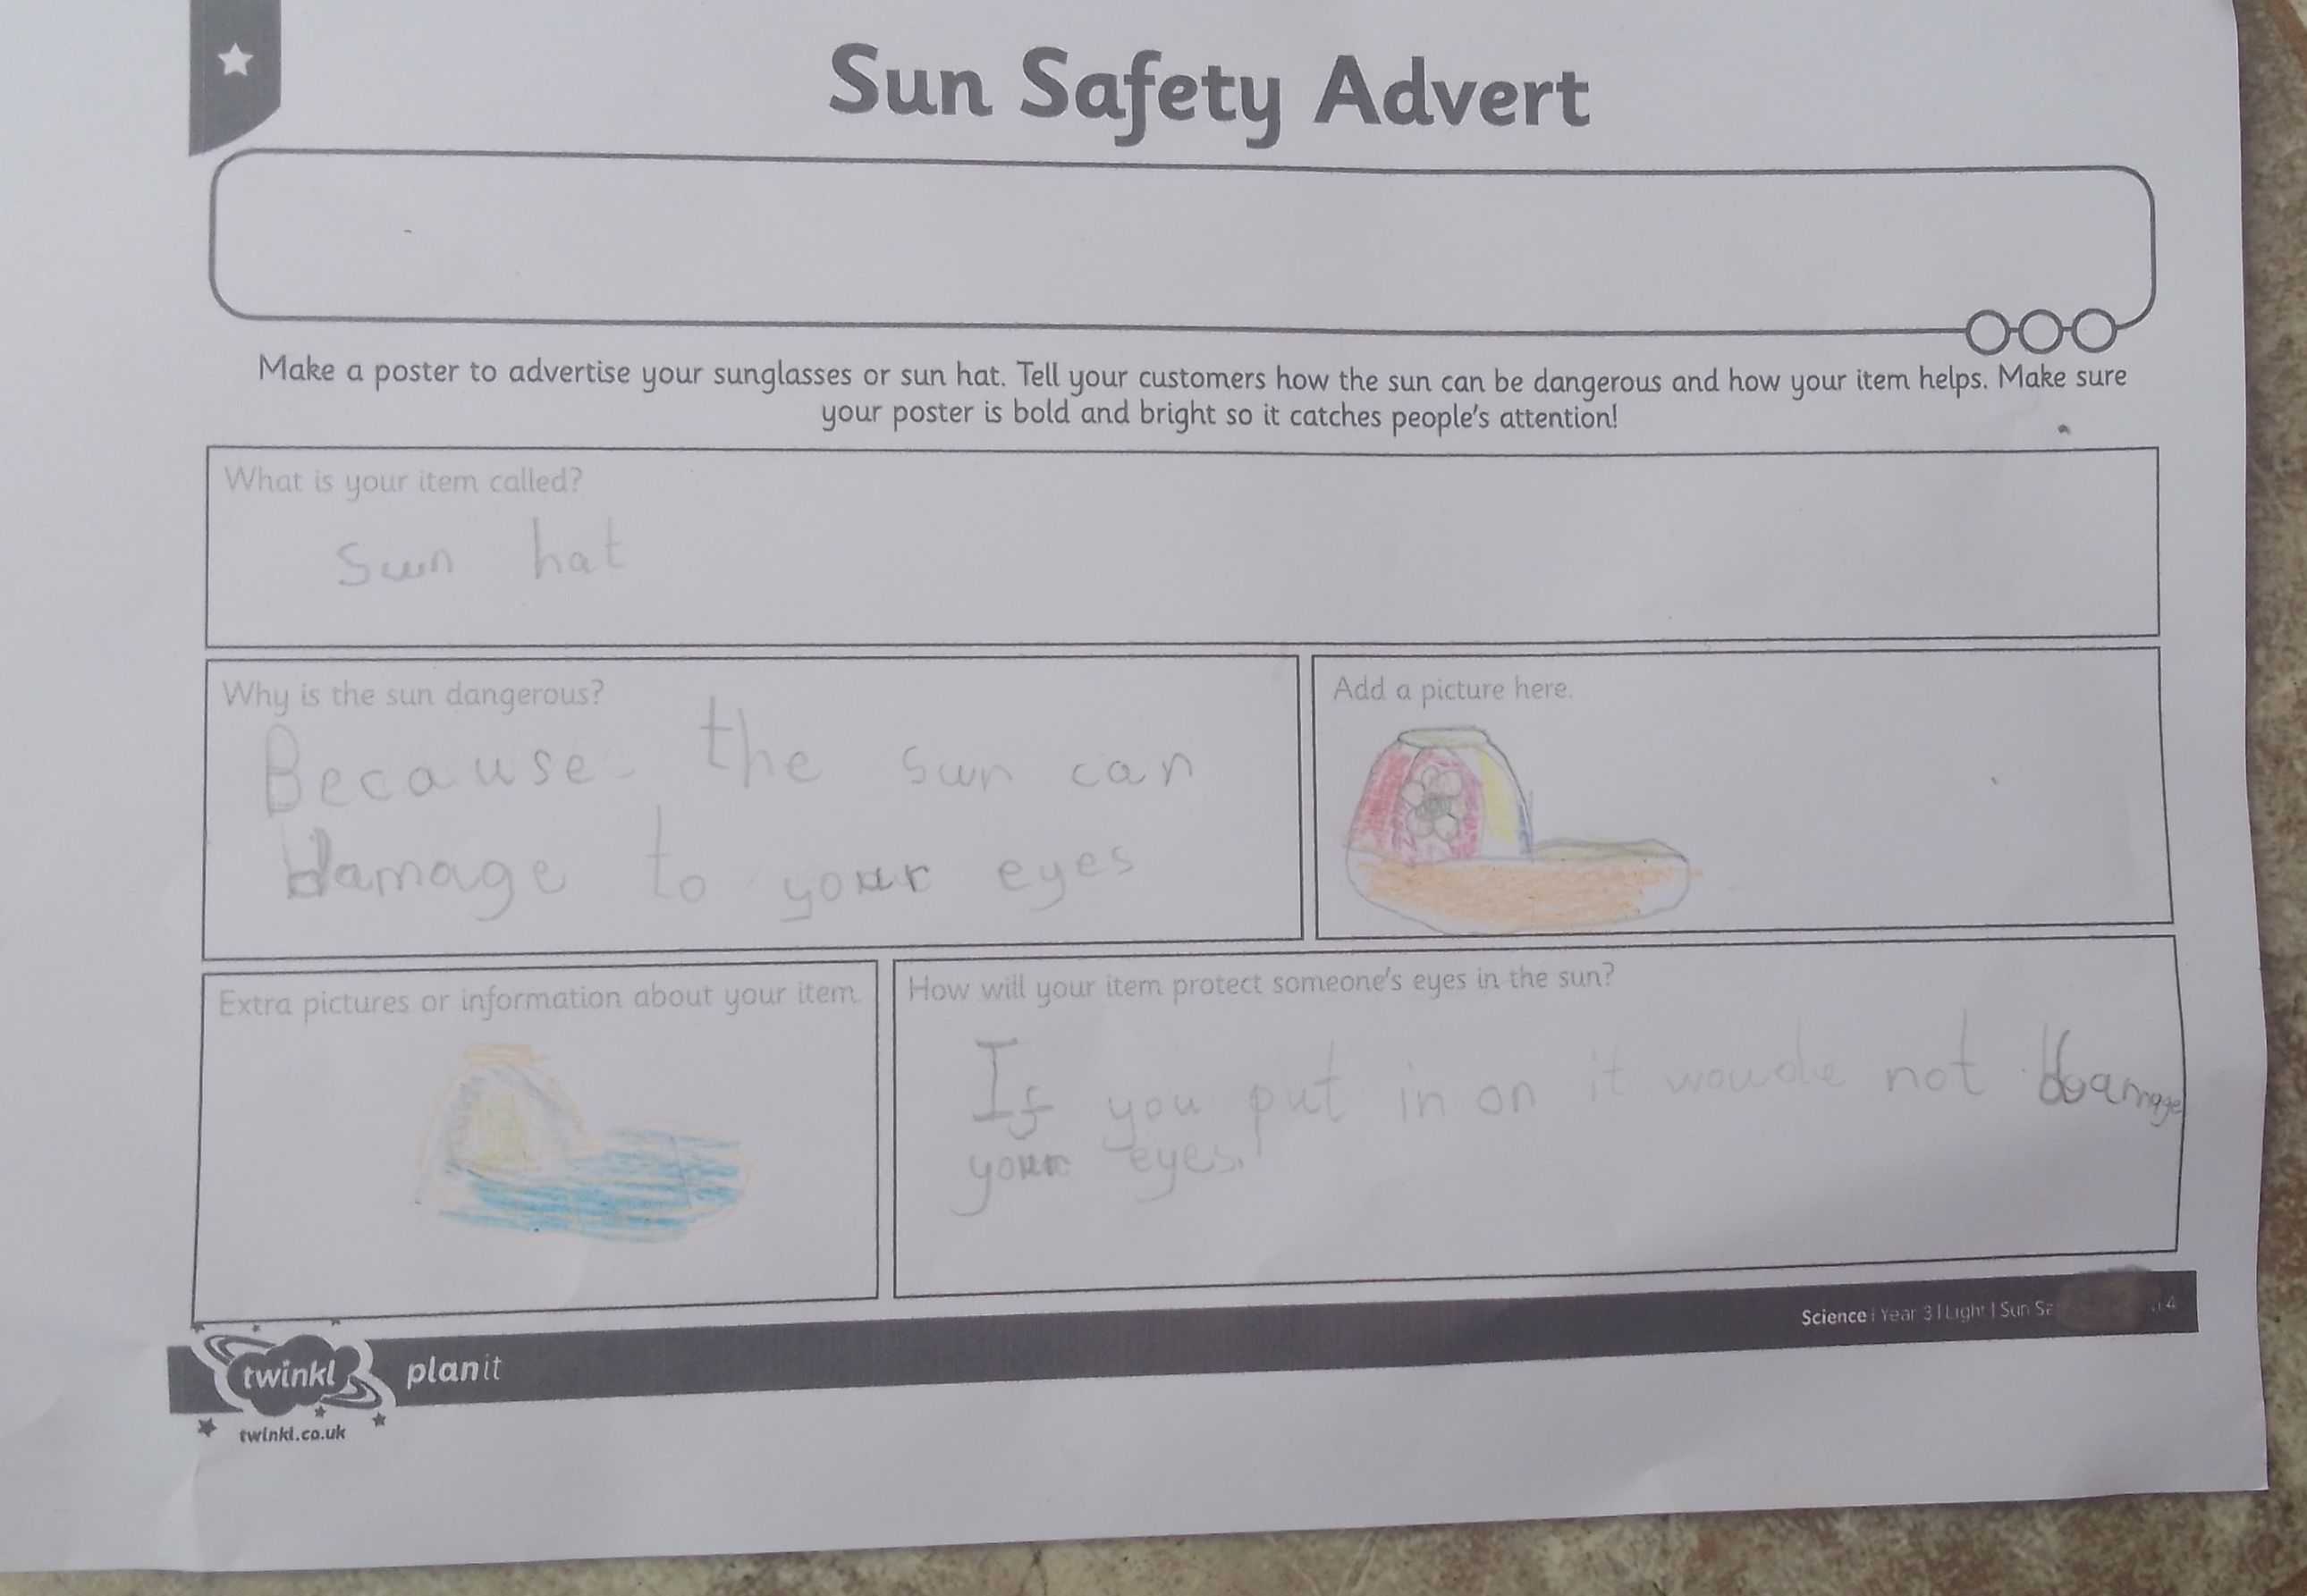 Sun Safety Advert
Make a poster to advertise your sunglasses or sun hat. Tell your customers how the sun can be dangerous and how your item helps. Make sure
your poster is bold and bright so it catches people's attention!
What is your item called?
sun hat
Why is the sun dangerous?
Because the sun can
damage to your eyes
Add a picture here.
Extra pictures or information about your item.
How will your item protect someone's eyes in the sun?
If you put in on it woude not damage
your eyes.
Science | Year 3 | Light | Sun 4
twinkl planit
twinkl.co.uk